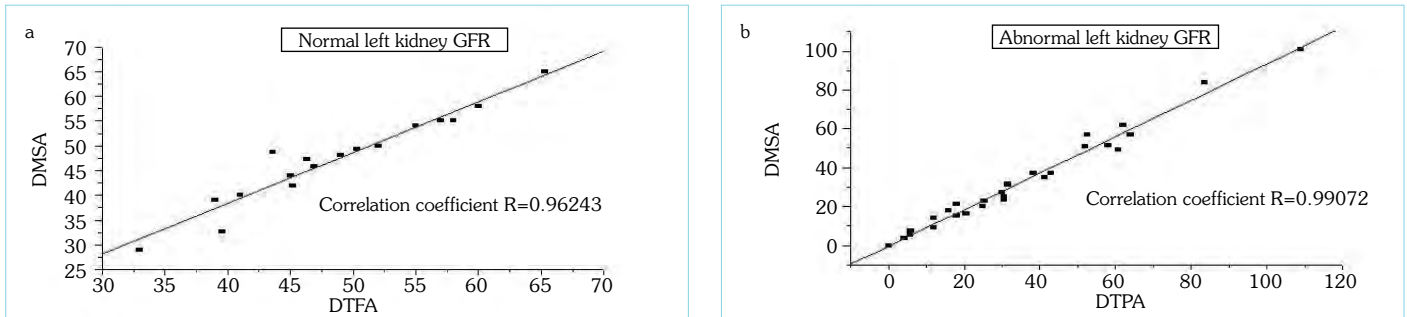 a
Normal left kidney GFR
70
65
60
55
50
45
40
35
30
25
DMSA
Correlation coefficient R=0.96243
30 40 45 50 55 60 65 70
DTFA
b
Abnormal left kidney GFR
100
80
60
40
20
0
DMSA
Correlation coefficient R=0.99072
0 20 40 60 80 100 120
DTPA